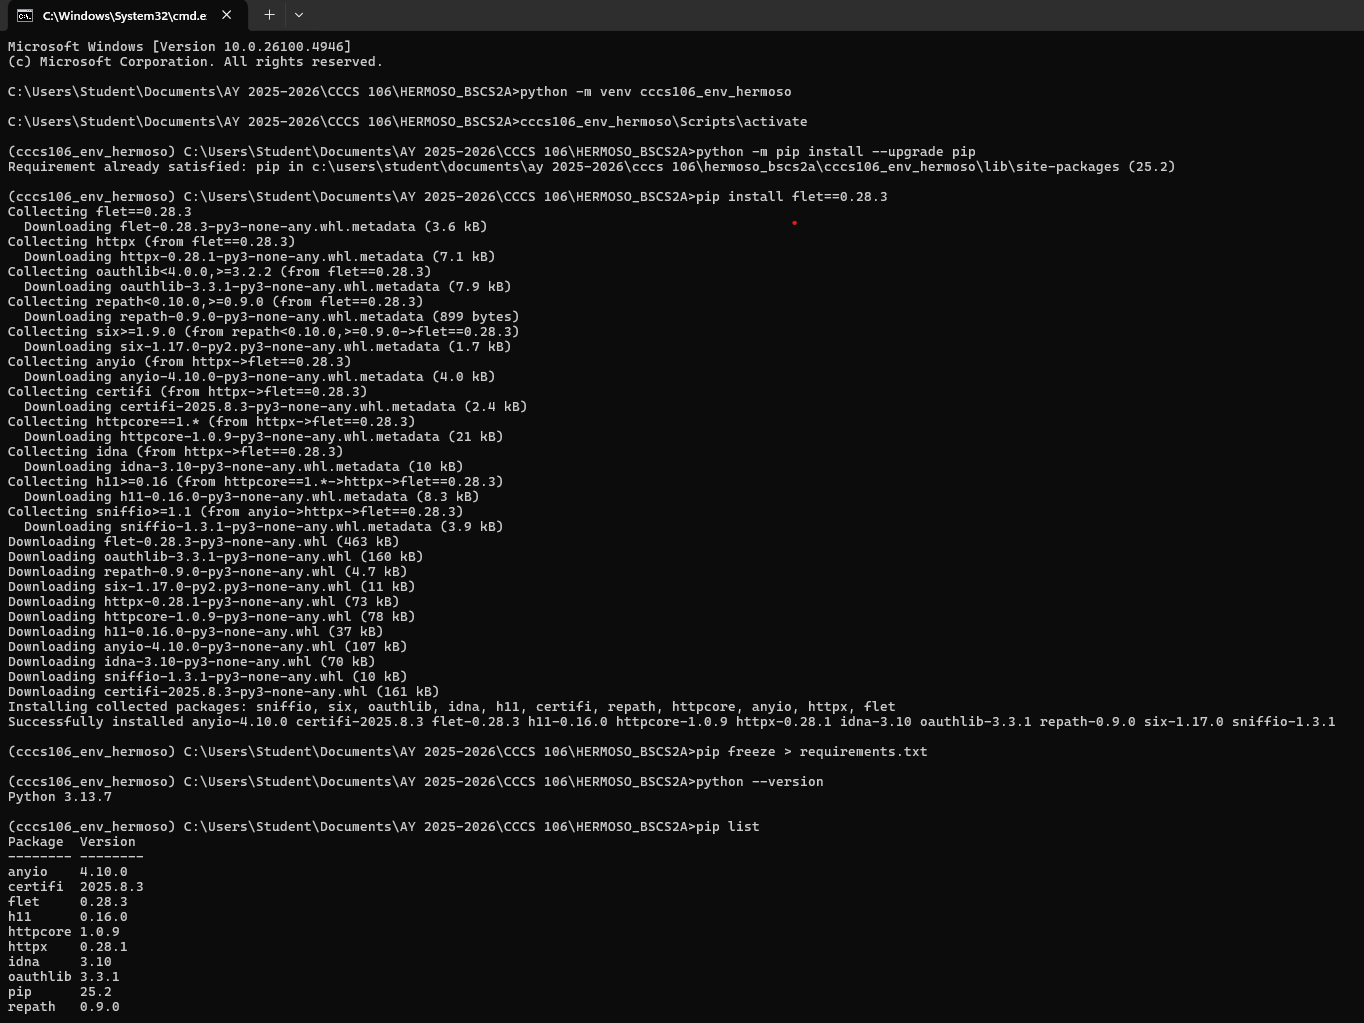 C:\Windows\System32\cmd.e
Microsoft Windows [Version 10.0.26100.4946]
(c) Microsoft Corporation. All rights reserved.
C:\Users\Student\Documents\AY 2025-2026\CCCS 106\HERMOSO_BSCS2A>python -m venv cccs106_env_hermoso
C:\Users\Student\Documents\AY 2025-2026\CCCS 106\HERMOSO_BSCS2A>cccs106_env_hermoso\Scripts\activate
(cccs106_env_hermoso) C:\Users\Student\Documents\AY 2025-2026\CCCS 106\HERMOSO_BSCS2A>python -m pip install --upgrade pip
Requirement already satisfied: pip in c:\users\student\documents\ay 2025-2026\cccs 106\hermoso_bscs2a\cccs106_env_hermoso\lib\site-packages (25.2)
(cccs106_env_hermoso) C:\Users\Student\Documents\AY 2025-2026\CCCS 106\HERMOSO_BSCS2A>pip install flet==0.28.3
Collecting flet==0.28.3
  Downloading flet-0.28.3-py3-none-any.whl.metadata (3.6 kB)
Collecting httpx (from flet==0.28.3)
  Downloading httpx-0.28.1-py3-none-any.whl.metadata (7.1 kB)
Collecting oauthlib<4.0.0,>=3.2.2 (from flet==0.28.3)
  Downloading oauthlib-3.3.1-py3-none-any.whl.metadata (7.9 kB)
Collecting repath<0.10.0,>=0.9.0 (from flet==0.28.3)
  Downloading repath-0.9.0-py3-none-any.whl.metadata (899 bytes)
Collecting six>=1.9.0 (from repath<0.10.0,>=0.9.0->flet==0.28.3)
  Downloading six-1.17.0-py2.py3-none-any.whl.metadata (1.7 kB)
Collecting anyio (from httpx->flet==0.28.3)
  Downloading anyio-4.10.0-py3-none-any.whl.metadata (4.0 kB)
Collecting certifi (from httpx->flet==0.28.3)
  Downloading certifi-2025.8.3-py3-none-any.whl.metadata (2.4 kB)
Collecting httpcore==1.* (from httpx->flet==0.28.3)
  Downloading httpcore-1.0.9-py3-none-any.whl.metadata (21 kB)
Collecting idna (from httpx->flet==0.28.3)
  Downloading idna-3.10-py3-none-any.whl.metadata (10 kB)
Collecting h11>=0.16 (from httpcore==1.*->httpx->flet==0.28.3)
  Downloading h11-0.16.0-py3-none-any.whl.metadata (8.3 kB)
Collecting sniffio>=1.1 (from anyio->httpx->flet==0.28.3)
  Downloading sniffio-1.3.1-py3-none-any.whl.metadata (3.9 kB)
Downloading flet-0.28.3-py3-none-any.whl (463 kB)
Downloading oauthlib-3.3.1-py3-none-any.whl (160 kB)
Downloading repath-0.9.0-py3-none-any.whl (4.7 kB)
Downloading six-1.17.0-py2.py3-none-any.whl (11 kB)
Downloading httpx-0.28.1-py3-none-any.whl (73 kB)
Downloading httpcore-1.0.9-py3-none-any.whl (78 kB)
Downloading h11-0.16.0-py3-none-any.whl (37 kB)
Downloading anyio-4.10.0-py3-none-any.whl (107 kB)
Downloading idna-3.10-py3-none-any.whl (70 kB)
Downloading sniffio-1.3.1-py3-none-any.whl (10 kB)
Downloading certifi-2025.8.3-py3-none-any.whl (161 kB)
Installing collected packages: sniffio, six, oauthlib, idna, h11, certifi, repath, httpcore, anyio, httpx, flet
Successfully installed anyio-4.10.0 certifi-2025.8.3 flet-0.28.3 h11-0.16.0 httpcore-1.0.9 httpx-0.28.1 idna-3.10 oauthlib-3.3.1 repath-0.9.0 six-1.17.0 sniffio-1.3.1
(cccs106_env_hermoso) C:\Users\Student\Documents\AY 2025-2026\CCCS 106\HERMOSO_BSCS2A>pip freeze > requirements.txt
(cccs106_env_hermoso) C:\Users\Student\Documents\AY 2025-2026\CCCS 106\HERMOSO_BSCS2A>python --version
Python 3.13.7
(cccs106_env_hermoso) C:\Users\Student\Documents\AY 2025-2026\CCCS 106\HERMOSO_BSCS2A>pip list
Package  Version
-------- --------
anyio    4.10.0
certifi  2025.8.3
flet     0.28.3
h11      0.16.0
httpcore 1.0.9
httpx    0.28.1
idna     3.10
oauthlib 3.3.1
pip      25.2
repath   0.9.0